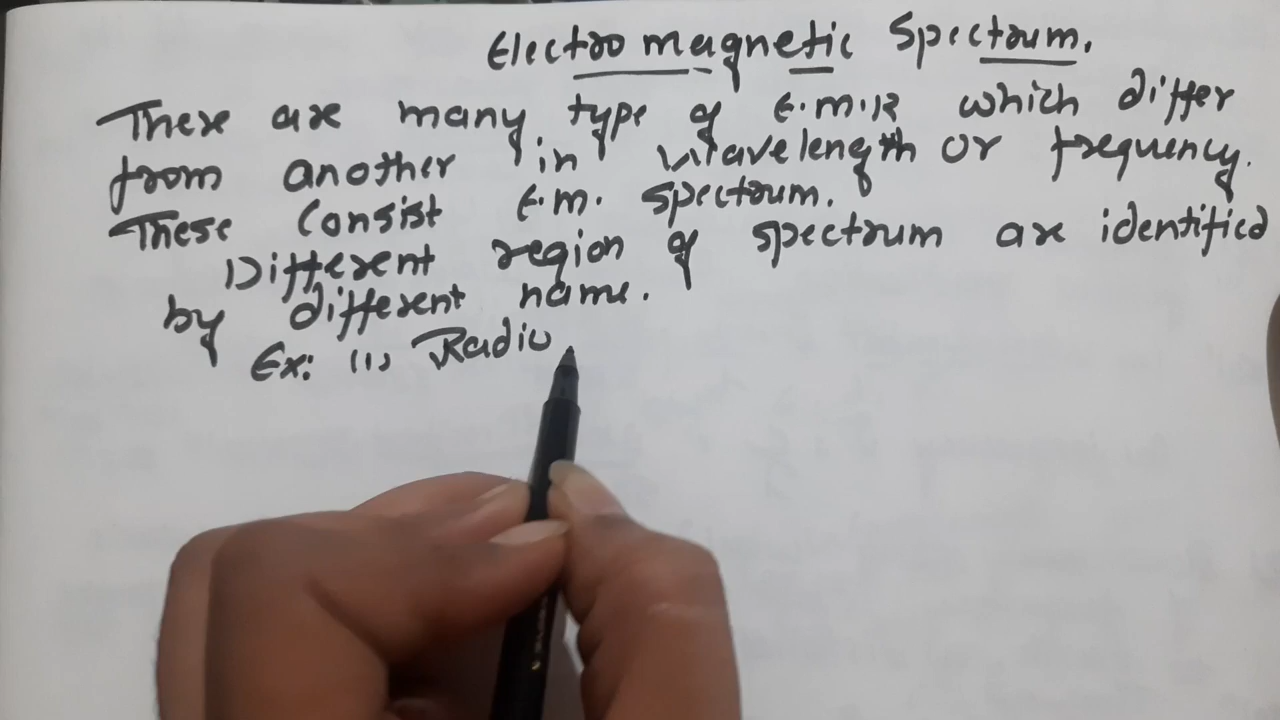 Electromagnetic Spectrum.
There are many type of E.M.R which differ
from another in wavelength or frequency.
These consist E.m. spectrum.
Different region of spectrum are identified
by different name.
Ex: (1) Radio